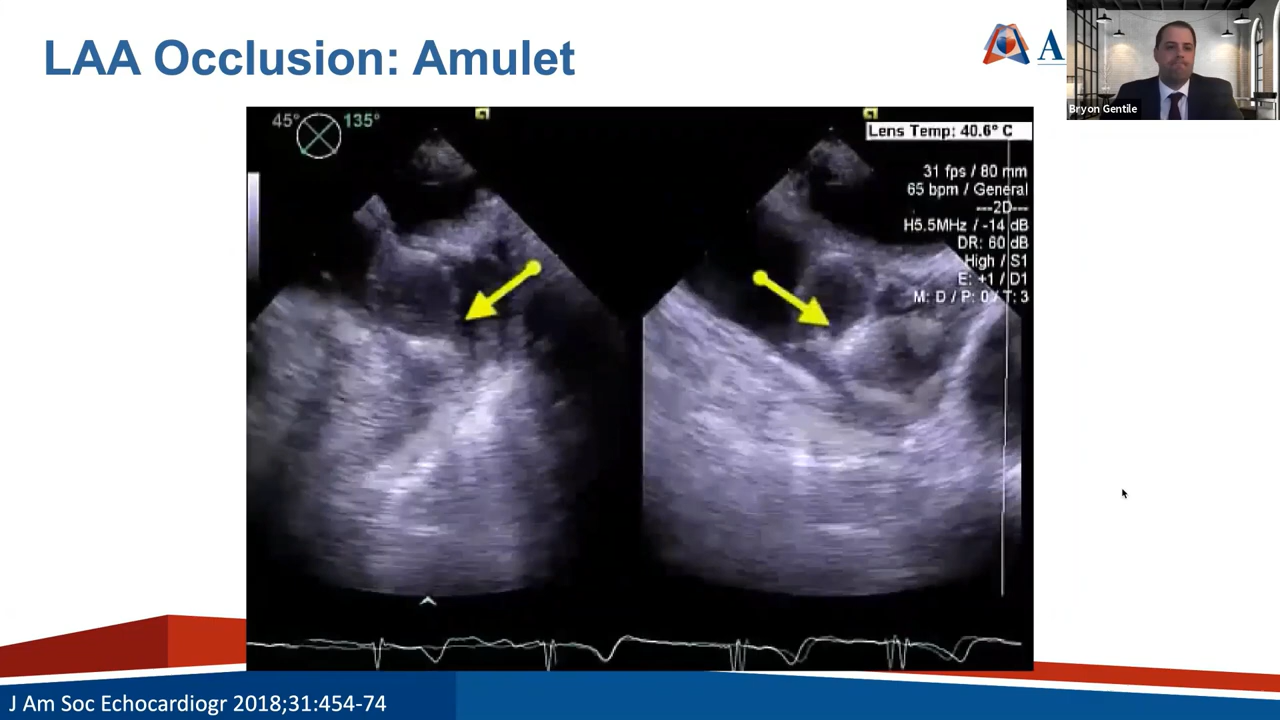 LAA Occlusion: Amulet
A
Bryon Gentile
45° 135°
Lens Temp: 40.6° C
31 fps / 80 mm
65 bpm / General
---2D---
H5.5MHz / -14 dB
DR: 60 dB
High / S1
E: +1 / D1
M: D / P: 0 / T: 3
J Am Soc Echocardiogr 2018;31:454-74